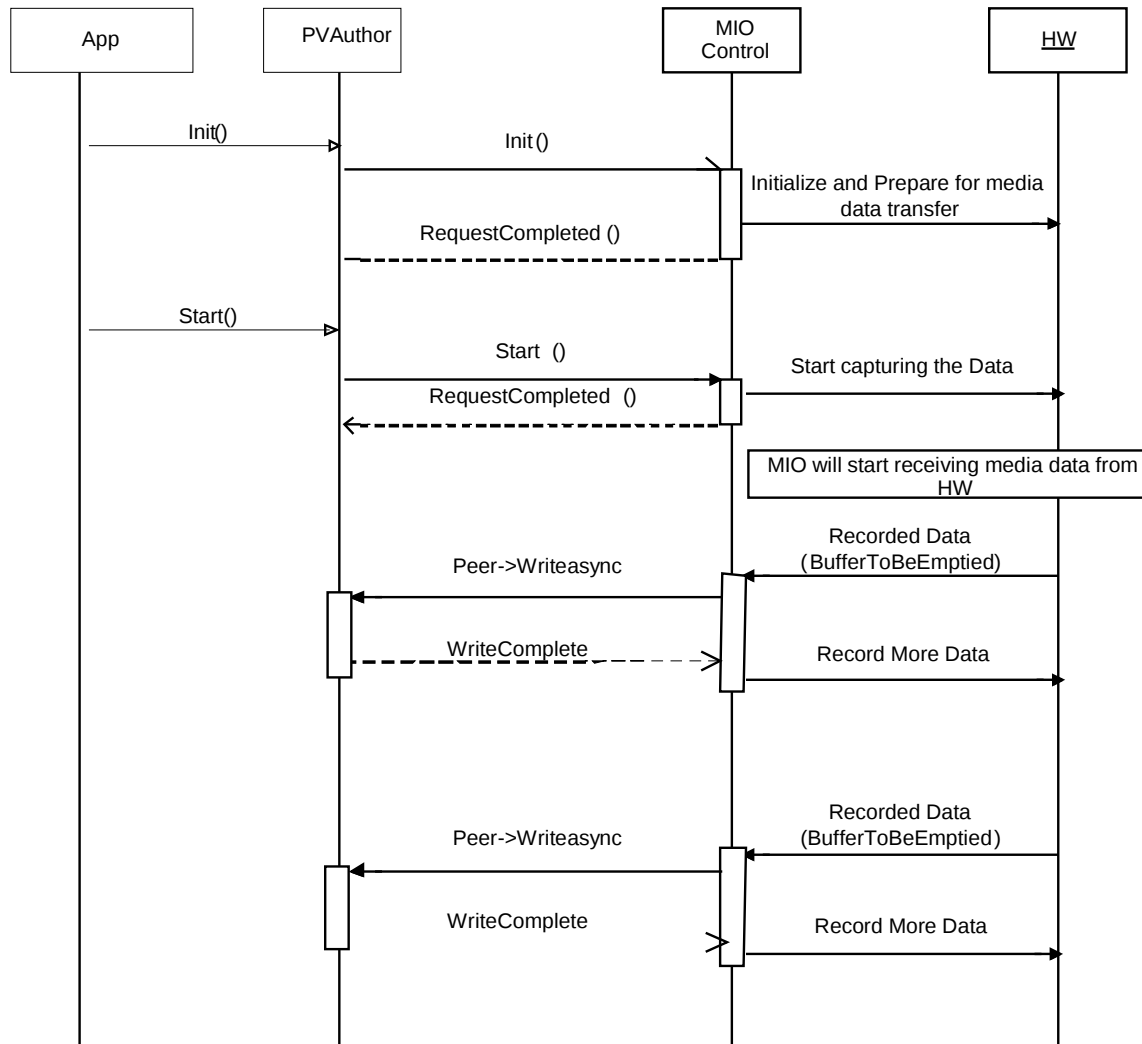 App
PVAuthor
MIO
Control
HW
Init()
Init()
Initialize and Prepare for media
data transfer
RequestCompleted ()
Start()
Start ()
Start capturing the Data
RequestCompleted ()
MIO will start receiving media data from
HW
Recorded Data
(BufferToBeEmptied)
Peer->Writeasync
WriteComplete
Record More Data
Recorded Data
(BufferToBeEmptied)
Peer->Writeasync
WriteComplete
Record More Data